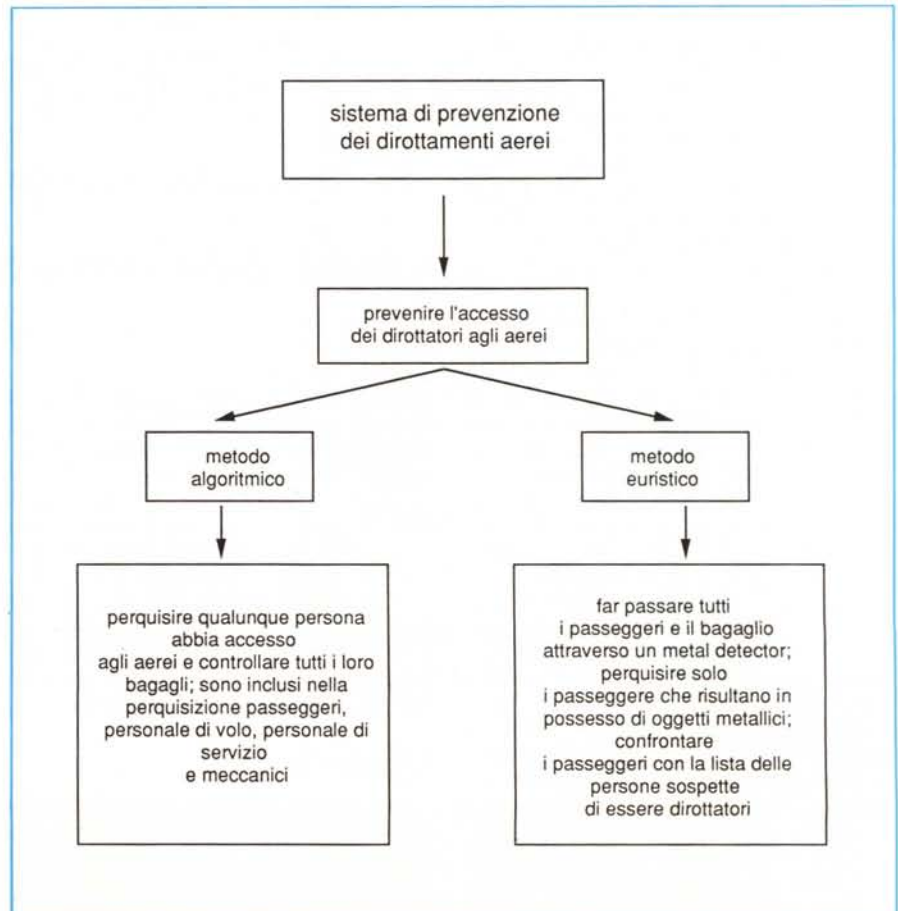 sistema di prevenzione
dei dirottamenti aerei
prevenire l'accesso
dei dirottatori agli aerei
metodo
algoritmico
metodo
euristico
perquisire qualunque persona
abbia accesso
agli aerei e controllare tutti i loro
bagagli; sono inclusi nella
perquisizione passeggeri,
personale di volo, personale di
servizio
e meccanici
far passare tutti
i passeggeri e il bagaglio
attraverso un metal detector;
perquisire solo
i passeggere che risultano in
possesso di oggetti metallici;
confrontare
i passeggeri con la lista delle
persone sospette
di essere dirottatori